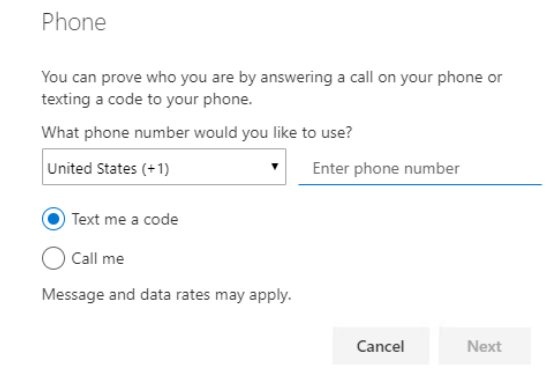 Phone
You can prove who you are by answering a call on your phone or
texting a code to your phone.
What phone number would you like to use?
United States (+1) Enter phone number
Text me a code
Call me
Message and data rates may apply.
Cancel Next